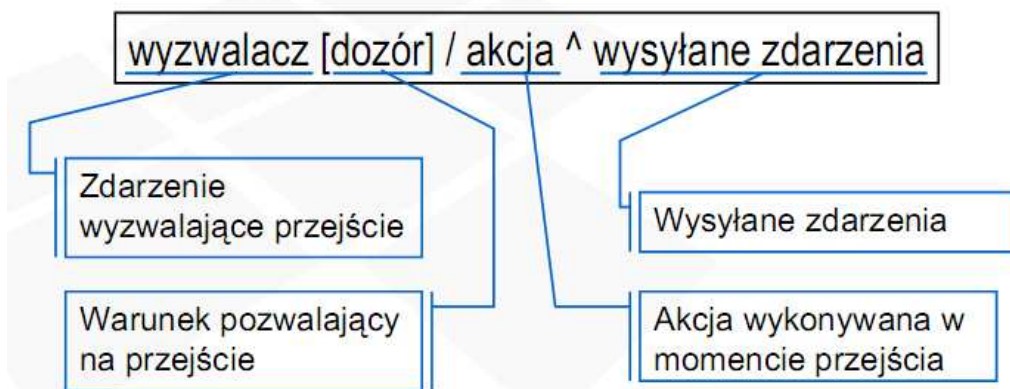 wyzwalacz [dozór] / akcja ^ wysyłane zdarzenia
Zdarzenie
wyzwalające przejście
Wysyłane zdarzenia
Warunek pozwalający
na przejście
Akcja wykonywana w
momencie przejścia